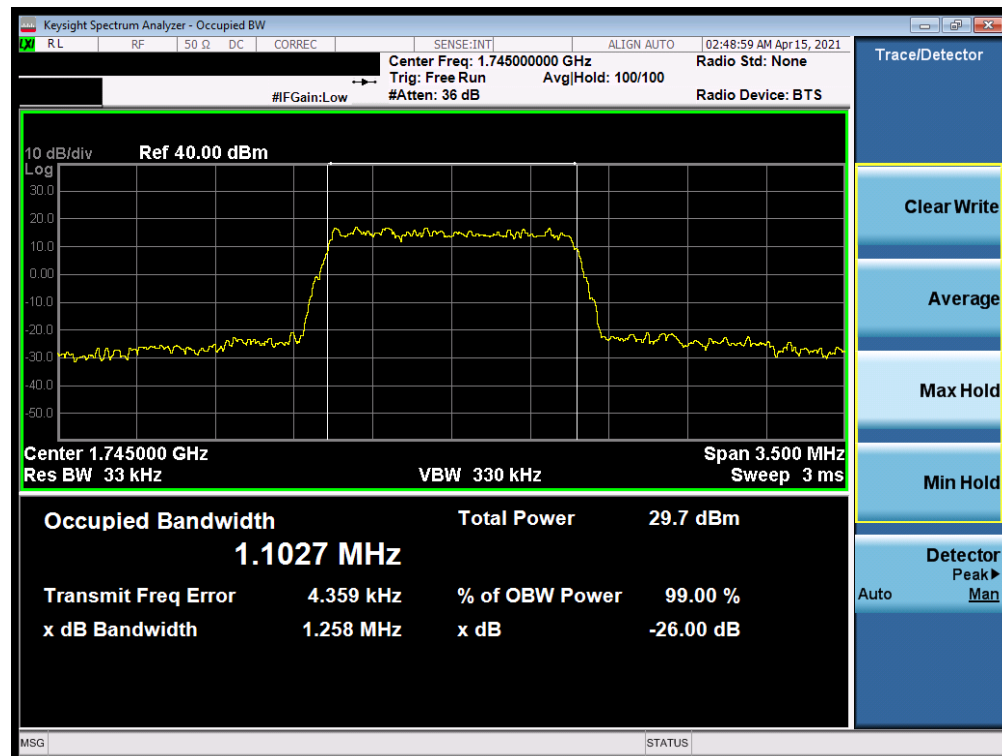 Keysight Spectrum Analyzer - Occupied BW
LXI RL RF 50 Ω DC CORREC SENSE:INT ALIGN AUTO 02:48:59 AM Apr 15, 2021
Center Freq: 1.745000000 GHz Radio Std: None
Trig: Free Run Avg|Hold: 100/100
#IFGain:Low #Atten: 36 dB Radio Device: BTS
Trace/Detector
10 dB/div Ref 40.00 dBm
Log
30.0
20.0
10.0
0.00
-10.0
-20.0
-30.0
-40.0
-50.0
Center 1.745000 GHz Span 3.500 MHz
Res BW 33 kHz VBW 330 kHz Sweep 3 ms
Occupied Bandwidth Total Power 29.7 dBm
1.1027 MHz
Transmit Freq Error 4.359 kHz % of OBW Power 99.00 %
x dB Bandwidth 1.258 MHz x dB -26.00 dB
Clear Write
Average
Max Hold
Min Hold
Detector
Peak▶
Auto Man
MSG STATUS